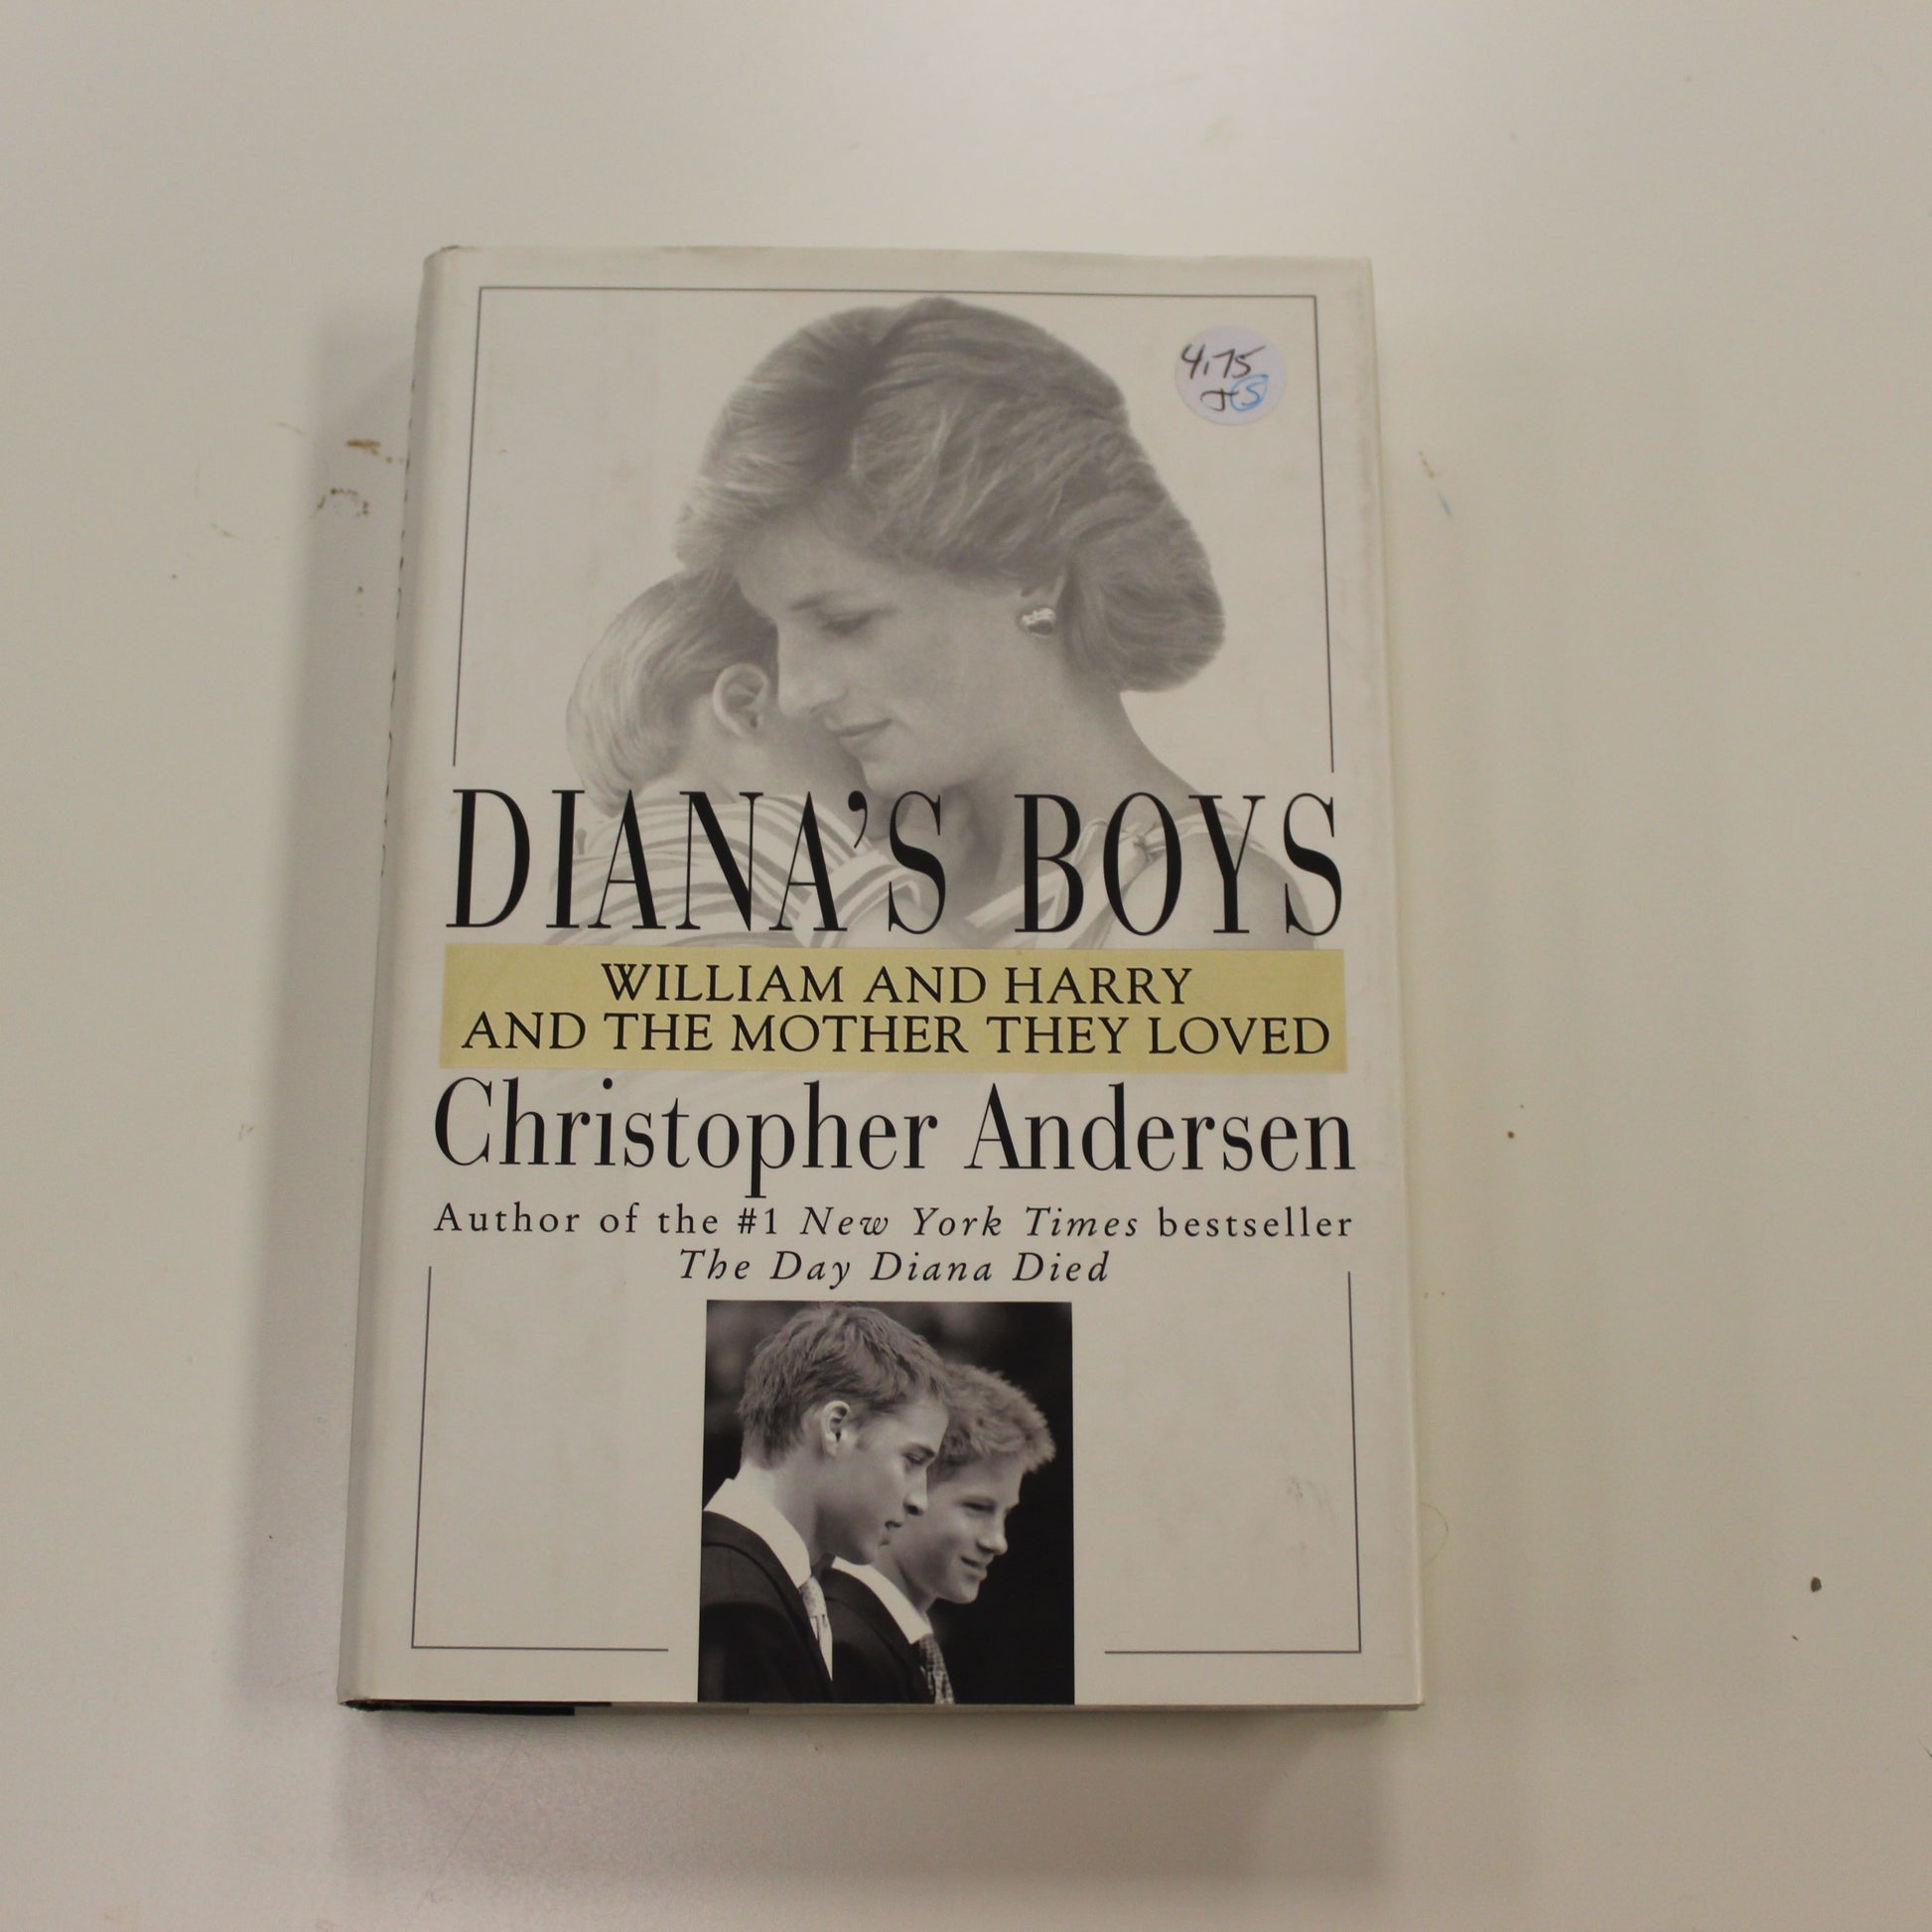 4.75
JS
DIANA'S BOYS
WILLIAM AND HARRY
AND THE MOTHER THEY LOVED
Christopher Andersen
Author of the #1 New York Times bestseller
The Day Diana Died